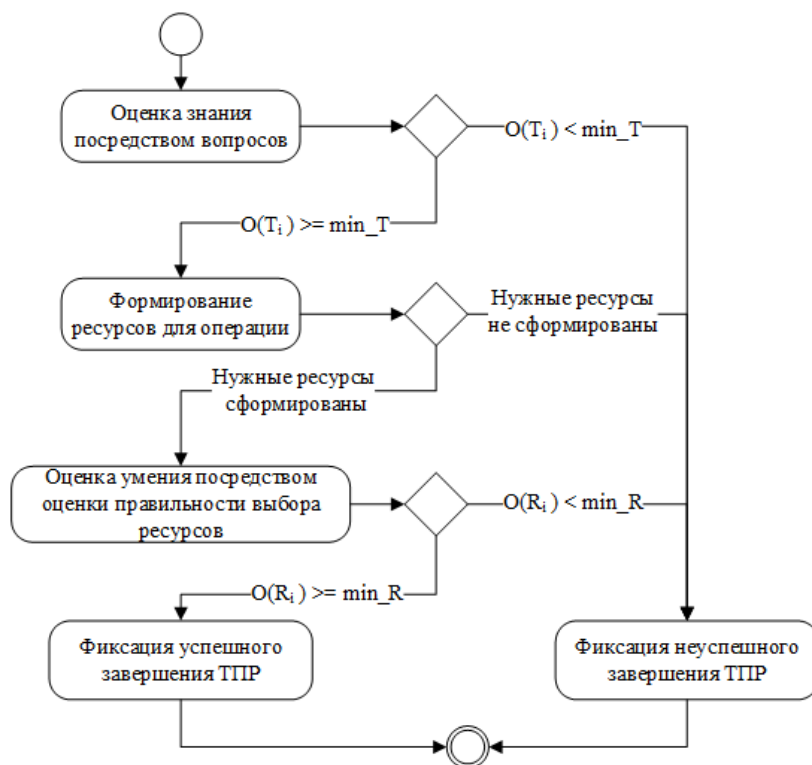 Оценка знания
посредством вопросов
O(Ti) < min_T
O(Ti) >= min_T
Формирование
ресурсов для операции
Нужные ресурсы
не сформированы
Нужные ресурсы
сформированы
Оценка умения посредством
оценки правильности выбора
ресурсов
O(Ri) < min_R
O(Ri) >= min_R
Фиксация успешного
завершения ТПР
Фиксация неуспешного
завершения ТПР